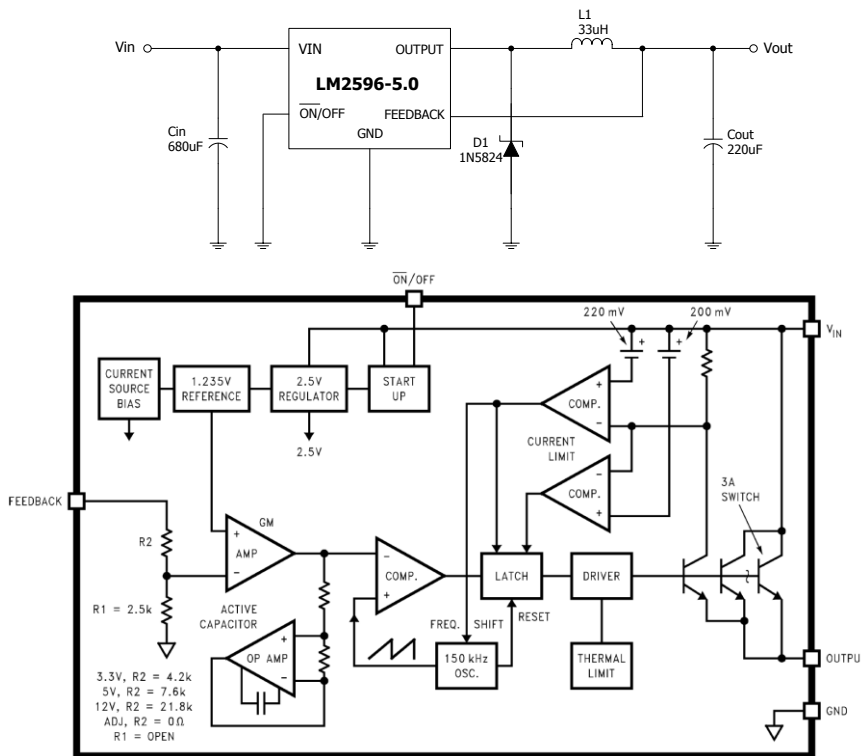 L1
33uH
Vin
VIN
OUTPUT
Vout
LM2596-5.0
ON/OFF
FEEDBACK
GND
Cin
680uF
D1
1N5824
Cout
220uF
ON/OFF
220 mV
200 mV
VIN
CURRENT
SOURCE
BIAS
1.235V
REFERENCE
2.5V
REGULATOR
START
UP
2.5V
+
+
+
COMP.
-
CURRENT
LIMIT
-
COMP.
+
3A
SWITCH
FEEDBACK
R2
GM
+
AMP
-
-
COMP.
+
LATCH
DRIVER
R1 = 2.5k
ACTIVE
CAPACITOR
FREQ. SHIFT
RESET
+
OP AMP
-
150 kHz
OSC.
THERMAL
LIMIT
OUTPU
3.3V, R2 = 4.2k
5V, R2 = 7.6k
12V, R2 = 21.8k
ADJ, R2 = 0Ω
R1 = OPEN
GND